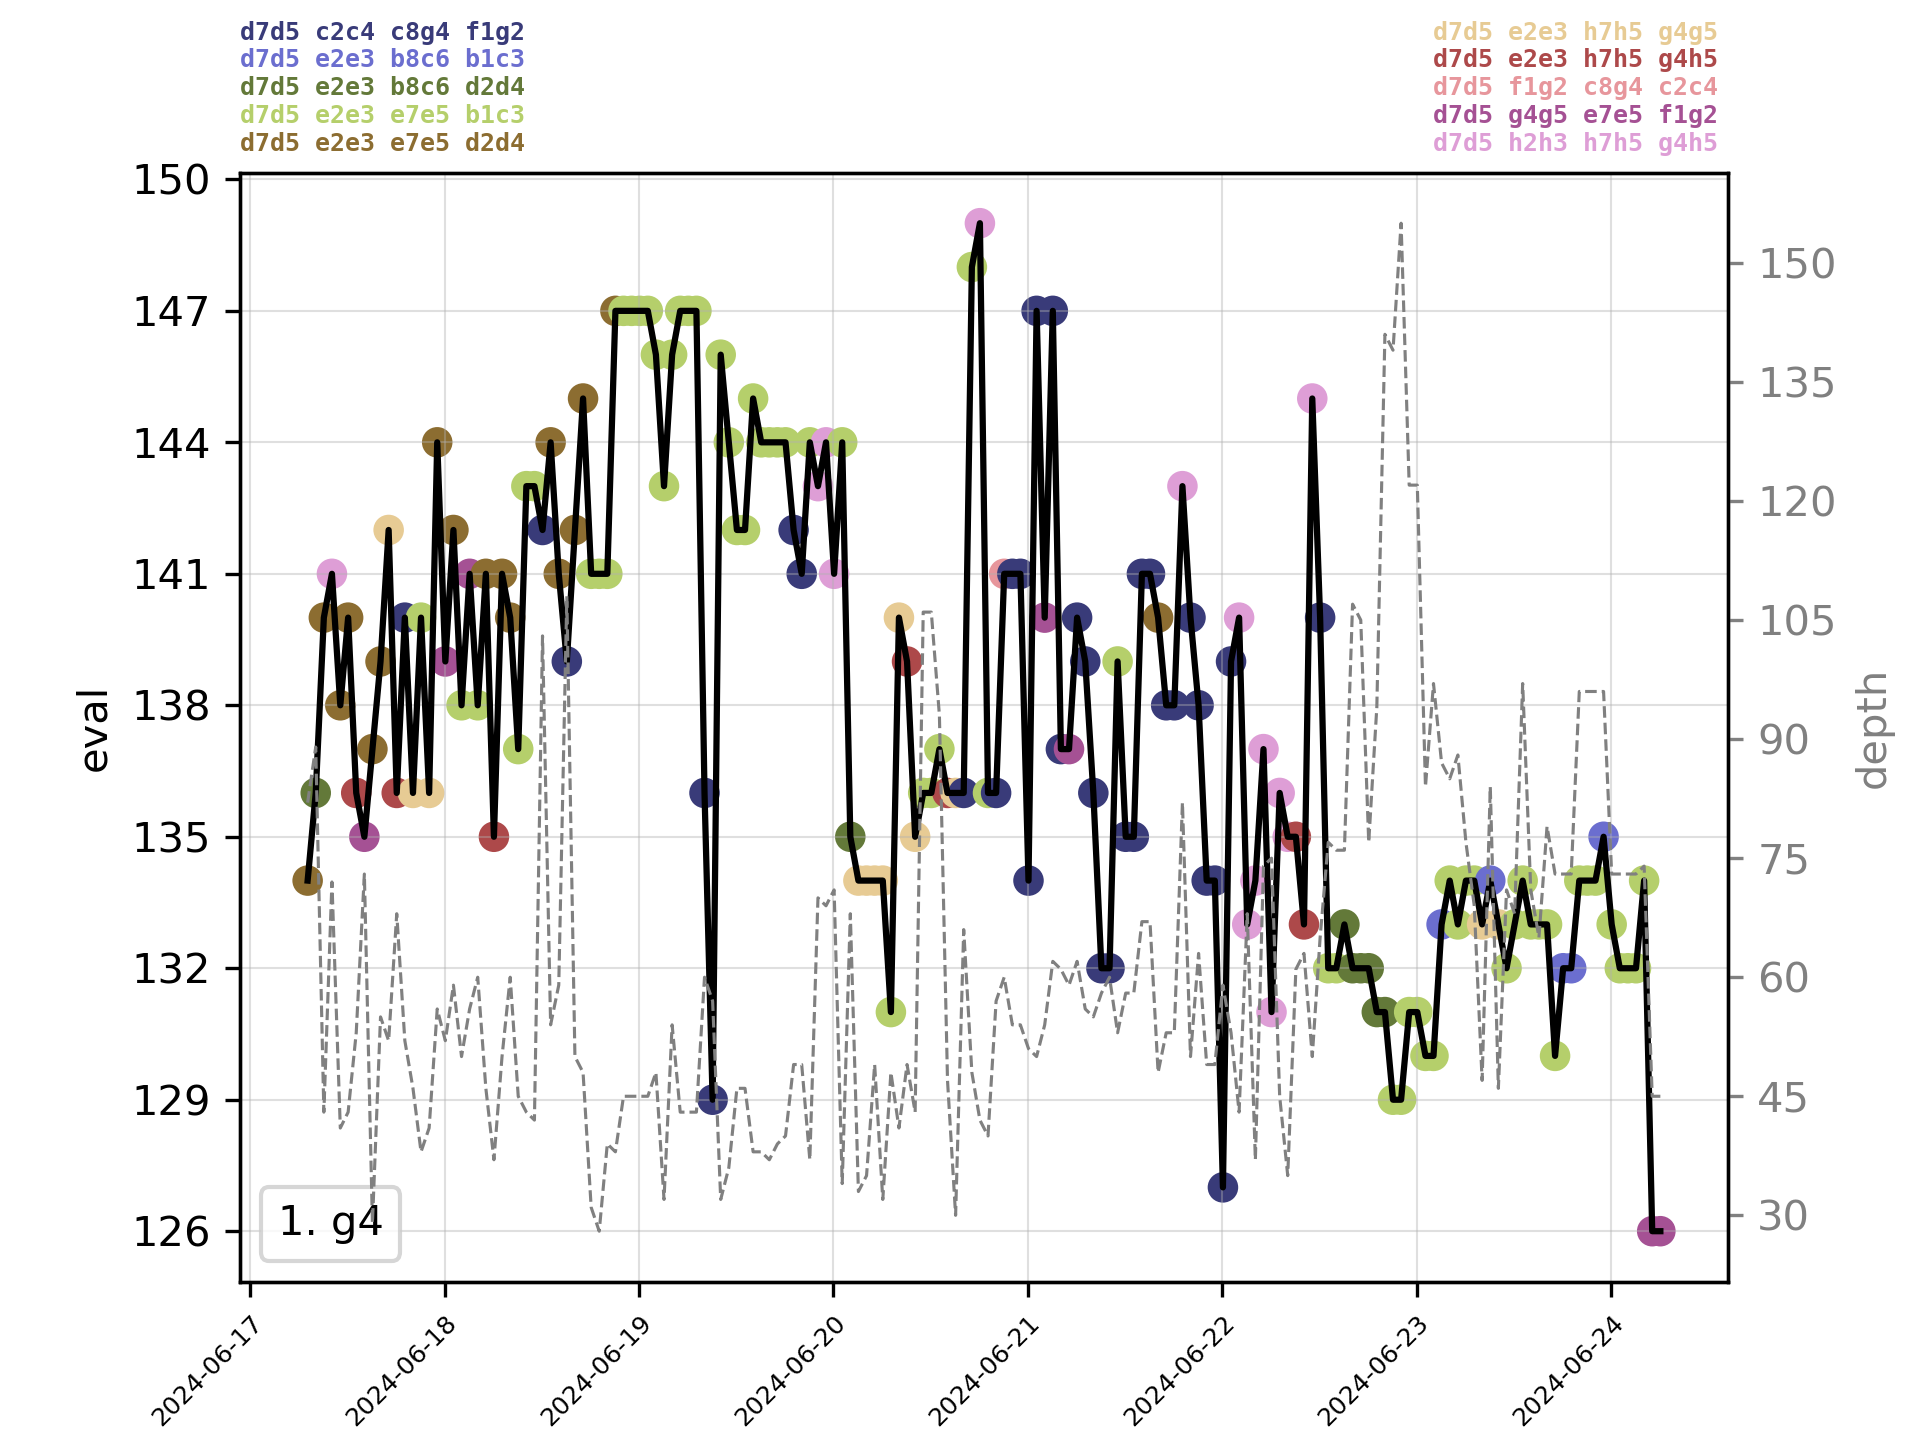 d7d5 c2c4 c8g4 f1g2
d7d5 e2e3 b8c6 b1c3
d7d5 e2e3 b8c6 d2d4
d7d5 e2e3 e7e5 b1c3
d7d5 e2e3 e7e5 d2d4
d7d5 e2e3 h7h5 g4g5
d7d5 e2e3 h7h5 g4h5
d7d5 f1g2 c8g4 c2c4
d7d5 g4g5 e7e5 f1g2
d7d5 h2h3 h7h5 g4h5
eval
150
147
144
141
138
135
132
129
126
150
135
120
105
90
75
60
45
30
depth
1. g4
2024-06-17
2024-06-18
2024-06-19
2024-06-20
2024-06-21
2024-06-22
2024-06-23
2024-06-24